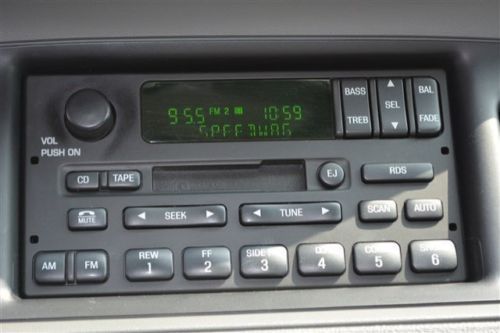 BASS BAL
95.5 FM 2 10:59 SEL
TREB FADE
VOL
PUSH ON
CD TAPE EJ RDS
MUTE SEEK TUNE SCAN AUTO
AM FM REW FF SIDE
1 2 3 4 5 6